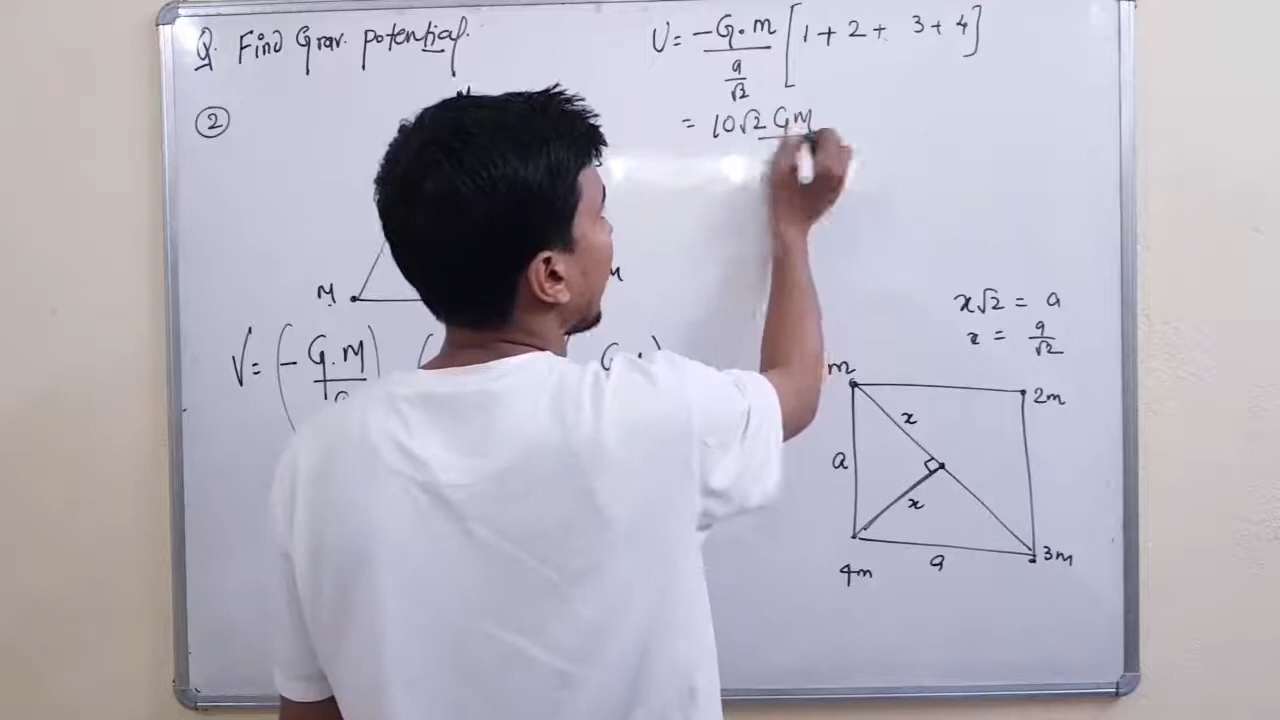 Q. Find Grav. potential.
U = -G.m / (a/√2) [1 + 2 + 3 + 4]
= 10√2 GM
②
M
x√2 = a
x = a/√2
V = (-G.M
m
2m
x
a
x
3m
a
4m